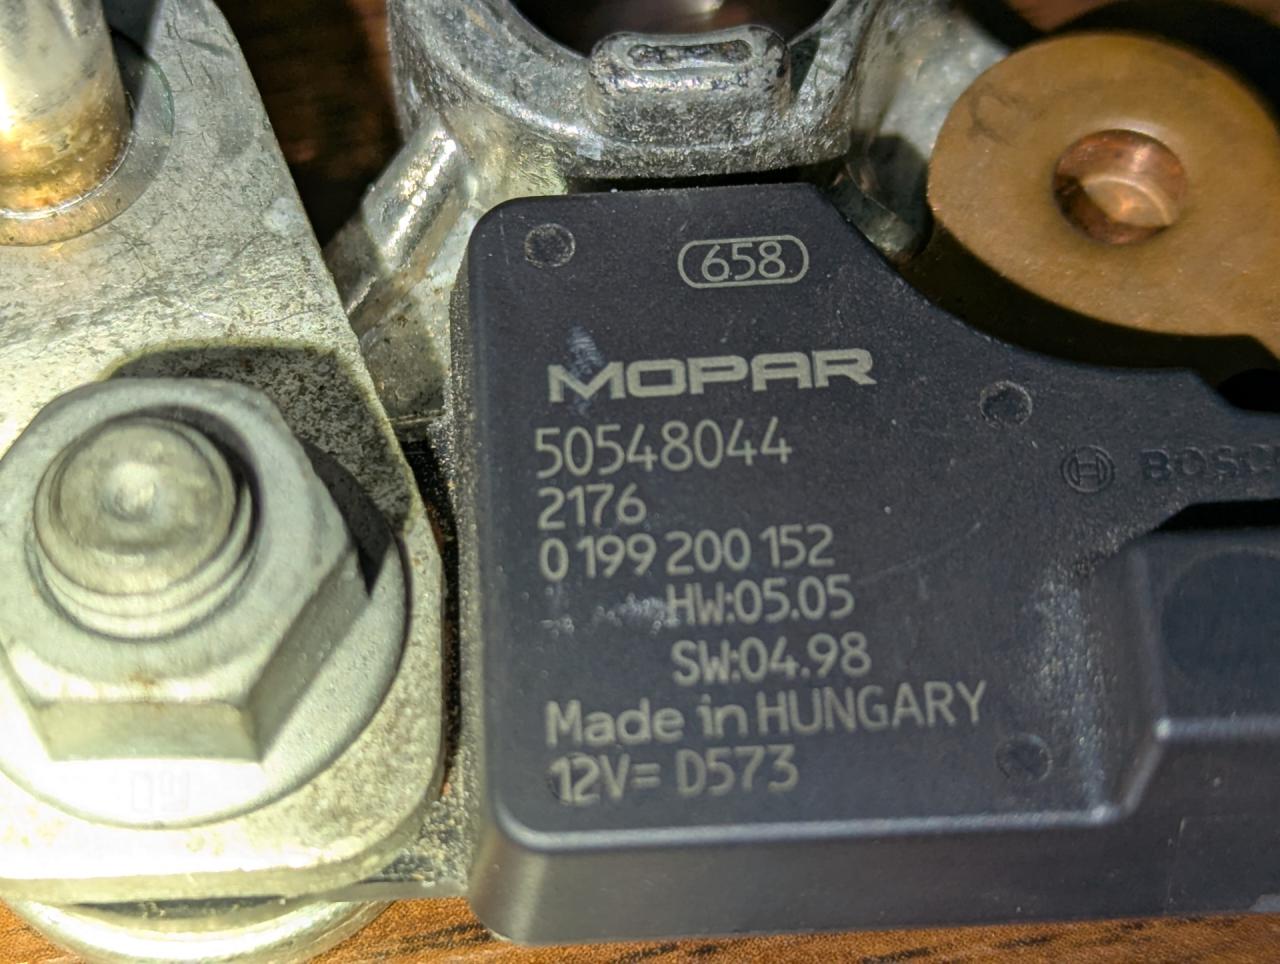 658
MOPAR
50548044
BOSCH
2176
0 199 200 152
HW:05.05
SW:04.98
Made in HUNGARY
12V= D573